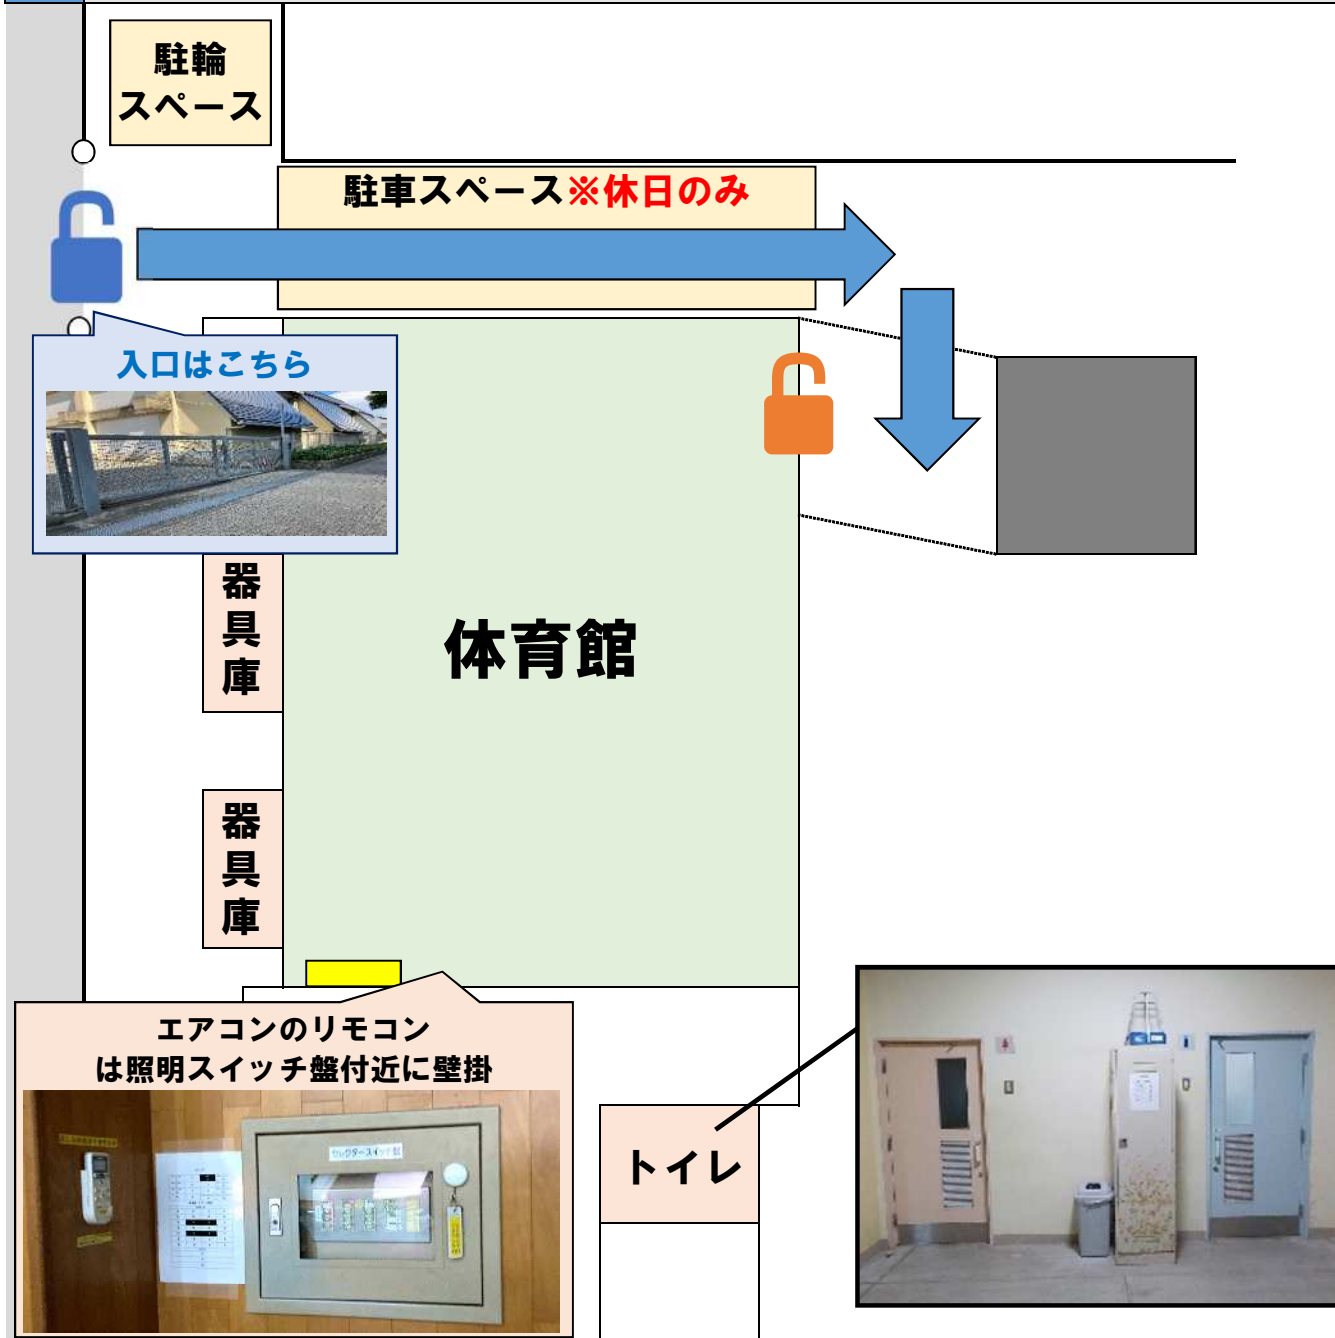 駐輪
スペース
駐車スペース※休日のみ
入口はこちら
器具庫
体育館
器具庫
エアコンのリモコン
は照明スイッチ盤付近に壁掛
トイレ